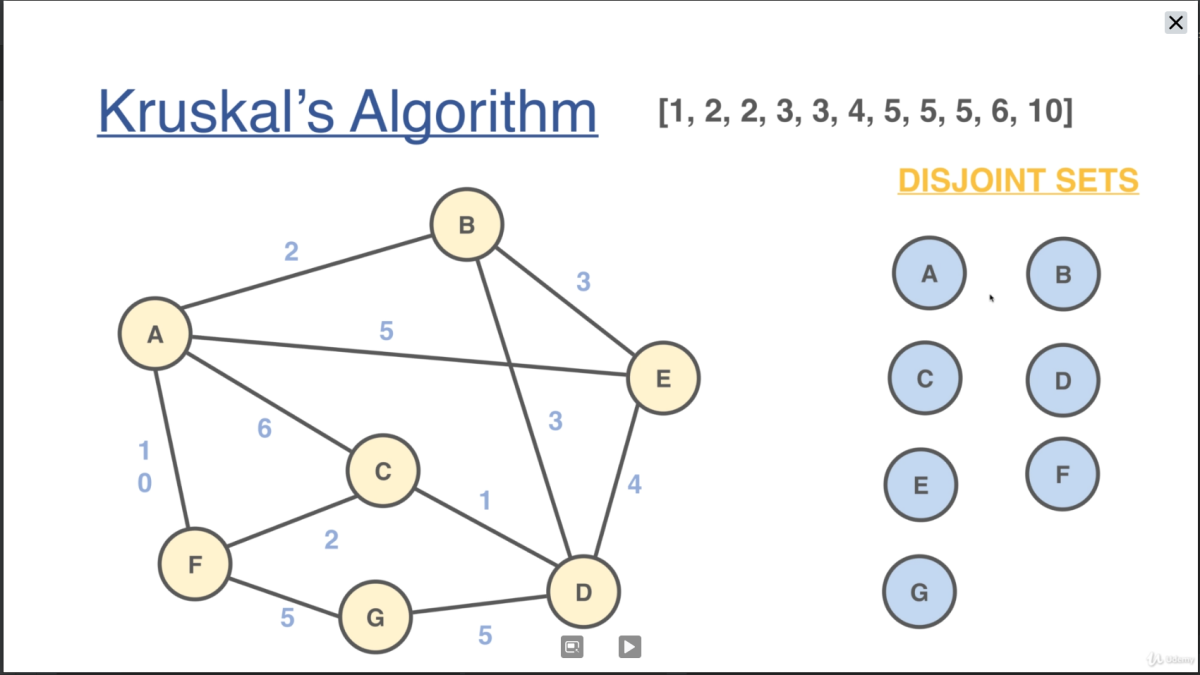 Kruskal’s Algorithm
[1, 2, 2, 3, 3, 4, 5, 5, 5, 6, 10]
DISJOINT SETS
B
2
3
A
5
E
6
3
1
0
C
1
4
2
F
D
5
G
5
A
B
C
D
E
F
G
Udemy